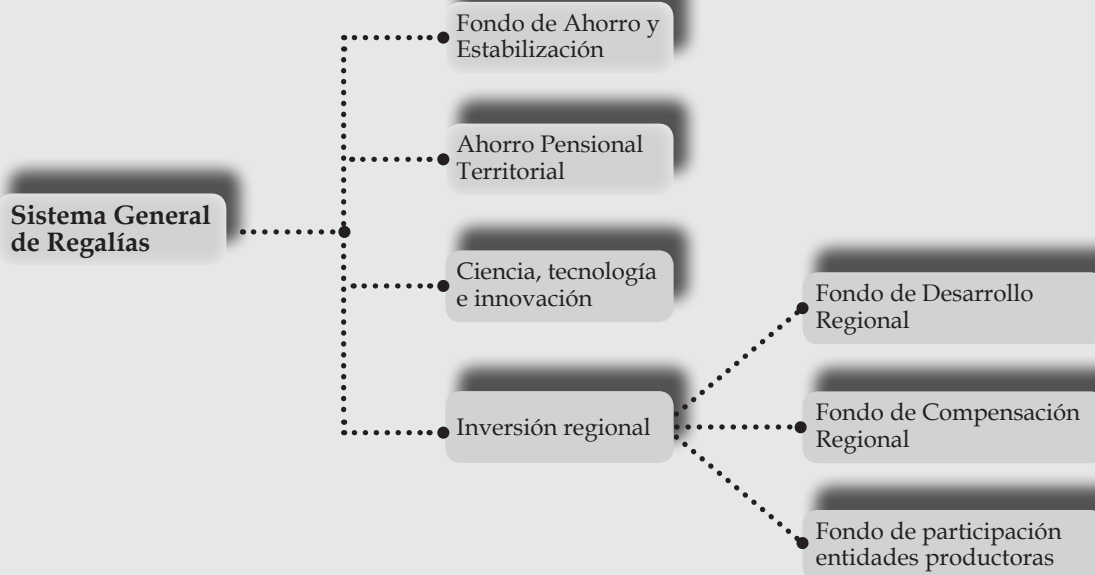 Fondo de Ahorro y
Estabilización
Ahorro Pensional
Territorial
Sistema General
de Regalías
Ciencia, tecnología
e innovación
Inversión regional
Fondo de Desarrollo
Regional
Fondo de Compensación
Regional
Fondo de participación
entidades productoras